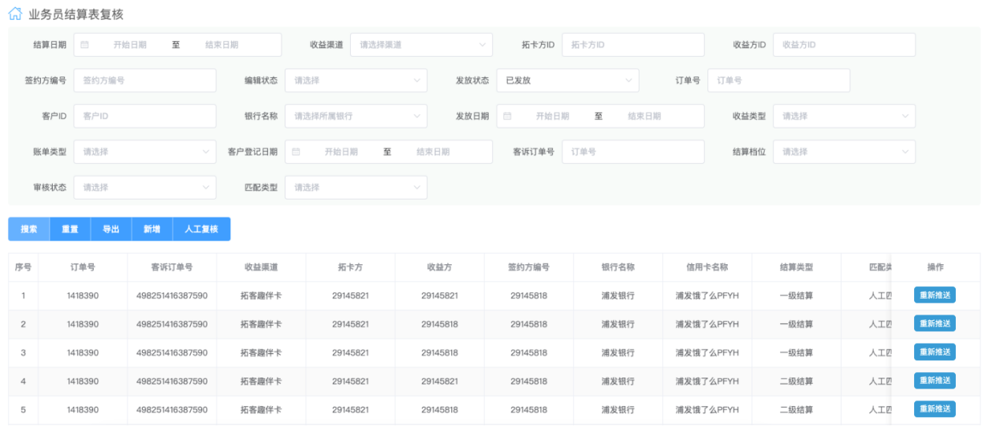 业务员结算表复核
结算日期 开始日期 至 结束日期 收益渠道 请选择渠道 拓卡方ID 拓卡方ID 收益方ID 收益方ID
签约方编号 签约方编号 编辑状态 请选择 发放状态 已发放 订单号 订单号
客户ID 客户ID 银行名称 请选择所属银行 发放日期 开始日期 至 结束日期 收益类型 请选择
账单类型 请选择 客户登记日期 开始日期 至 结束日期 客诉订单号 订单号 结算档位 请选择
审核状态 请选择 匹配类型 请选择
搜索 重置 导出 新增 人工复核
序号 订单号 客诉订单号 收益渠道 拓卡方 收益方 签约方编号 银行名称 信用卡名称 结算类型 匹配类 操作
1 1418390 498251416387590 拓客趣伴卡 29145821 29145821 29145818 浦发银行 浦发饿了么PFYH 一级结算 人工匹 重新推送
2 1418390 498251416387590 拓客趣伴卡 29145821 29145818 29145818 浦发银行 浦发饿了么PFYH 一级结算 人工匹 重新推送
3 1418390 498251416387590 拓客趣伴卡 29145821 29145818 29145818 浦发银行 浦发饿了么PFYH 一级结算 人工匹 重新推送
4 1418390 498251416387590 拓客趣伴卡 29145821 29145821 29145818 浦发银行 浦发饿了么PFYH 二级结算 人工匹 重新推送
5 1418390 498251416387590 拓客趣伴卡 29145821 29145818 29145818 浦发银行 浦发饿了么PFYH 二级结算 人工匹 重新推送